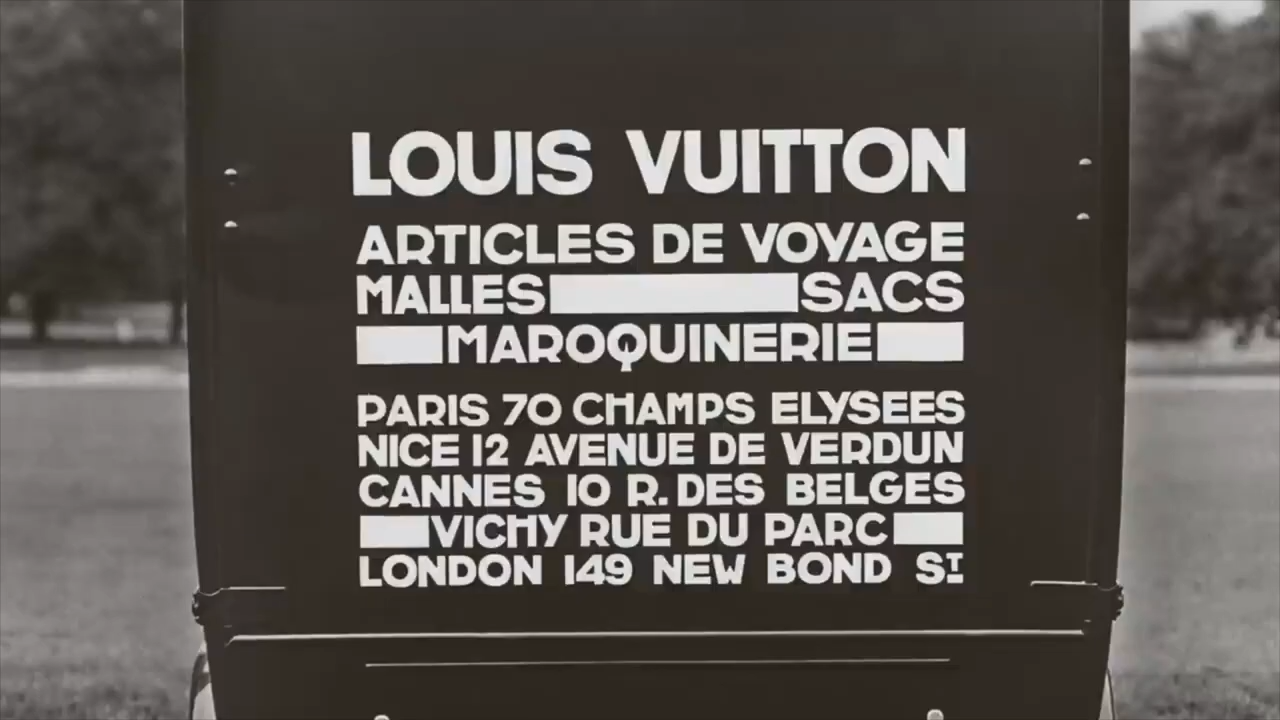 LOUIS VUITTON
ARTICLES DE VOYAGE
MALLES SACS
MAROQUINERIE
PARIS 70 CHAMPS ELYSEES
NICE 12 AVENUE DE VERDUN
CANNES 10 R. DES BELGES
VICHY RUE DU PARC
LONDON 149 NEW BOND ST